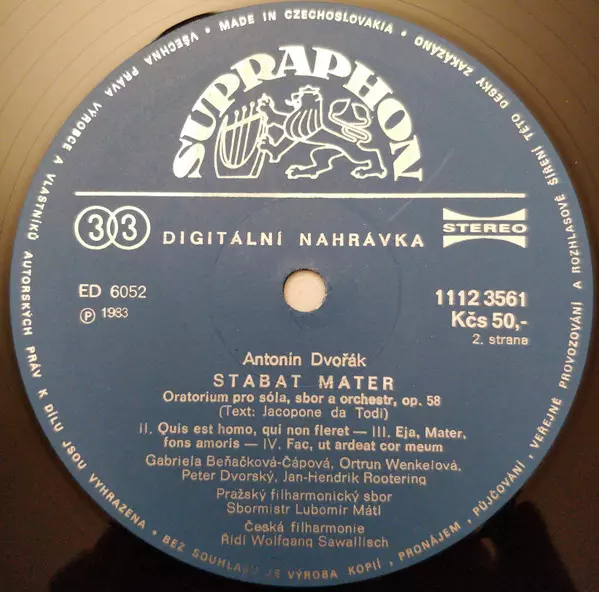 MADE IN CZECHOSLOVAKIA • VŠECHNA PRÁVA VÝROBCE A VLASTNÍKŮ AUTORSKÝCH PRÁV K DÍLU JSOU VYHRAZENA • BEZ SOUHLASU JE VÝROBA KOPIÍ, PRONÁJEM, PŮJČOVÁNÍ, VEŘEJNÉ PROVOZOVÁNÍ A ROZHLASOVÉ ŠÍŘENÍ TÉTO DESKY ZAKÁZÁNO •
SUPRAPHON
33 DIGITÁLNÍ NAHRÁVKA STEREO
ED 6052 1112 3561
Ⓟ 1983 Kčs 50,-
2. strana
Antonín Dvořák
STABAT MATER
Oratorium pro sóla, sbor a orchestr, op. 58
(Text: Jacopone da Todi)
II. Quis est homo, qui non fleret — III. Eja, Mater,
fons amoris — IV. Fac, ut ardeat cor meum
Gabriela Beňačková-Čápová, Ortrun Wenkelová,
Peter Dvorský, Jan-Hendrik Rootering
Pražský filharmonický sbor
Sbormistr Lubomír Mátl
Česká filharmonie
Řídí Wolfgang Sawallisch